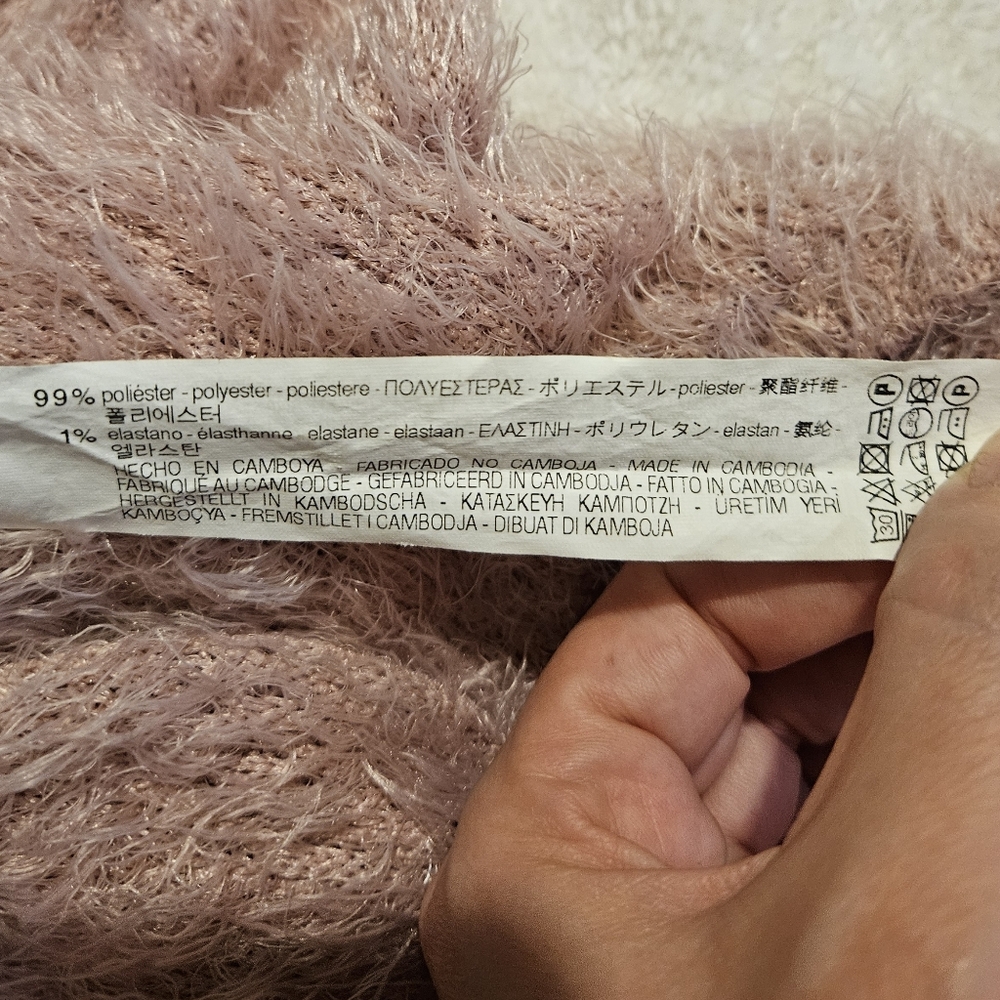 99% poliéster - polyester - poliestere - ΠΟΛΥΕΣΤΕΡΑΣ - ポリエステル - poliester - 聚酯纤维 -
폴리에스터
1% elastano - élasthanne elastane - elastaan - ΕΛΑΣΤΙΝΗ - ポリウレタン - elastan - 氨纶 -
엘라스탄
HECHO EN CAMBOYA - FABRICADO NO CAMBOJA - MADE IN CAMBODIA -
FABRIQUE AU CAMBODGE - GEFABRICEERD IN CAMBODJA - FATTO IN CAMBOGIA -
HERGESTELLT IN KAMBODSCHA - ΚΑΤΑΣΚΕΥΗ ΚΑΜΠΟΤΖΗ - ÜRETIM YERİ
KAMBOÇYA - FREMSTILLET I CAMBODJA - DIBUAT DI KAMBOJA
P P
30